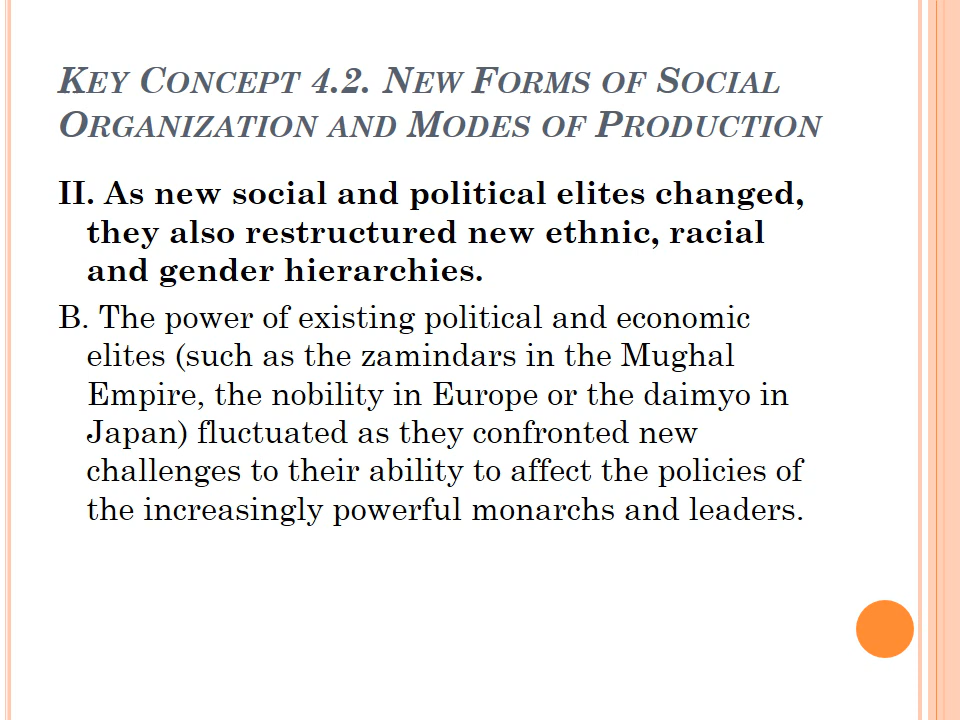 KEY CONCEPT 4.2. NEW FORMS OF SOCIAL
ORGANIZATION AND MODES OF PRODUCTION
II. As new social and political elites changed,
they also restructured new ethnic, racial
and gender hierarchies.
B. The power of existing political and economic
elites (such as the zamindars in the Mughal
Empire, the nobility in Europe or the daimyo in
Japan) fluctuated as they confronted new
challenges to their ability to affect the policies of
the increasingly powerful monarchs and leaders.